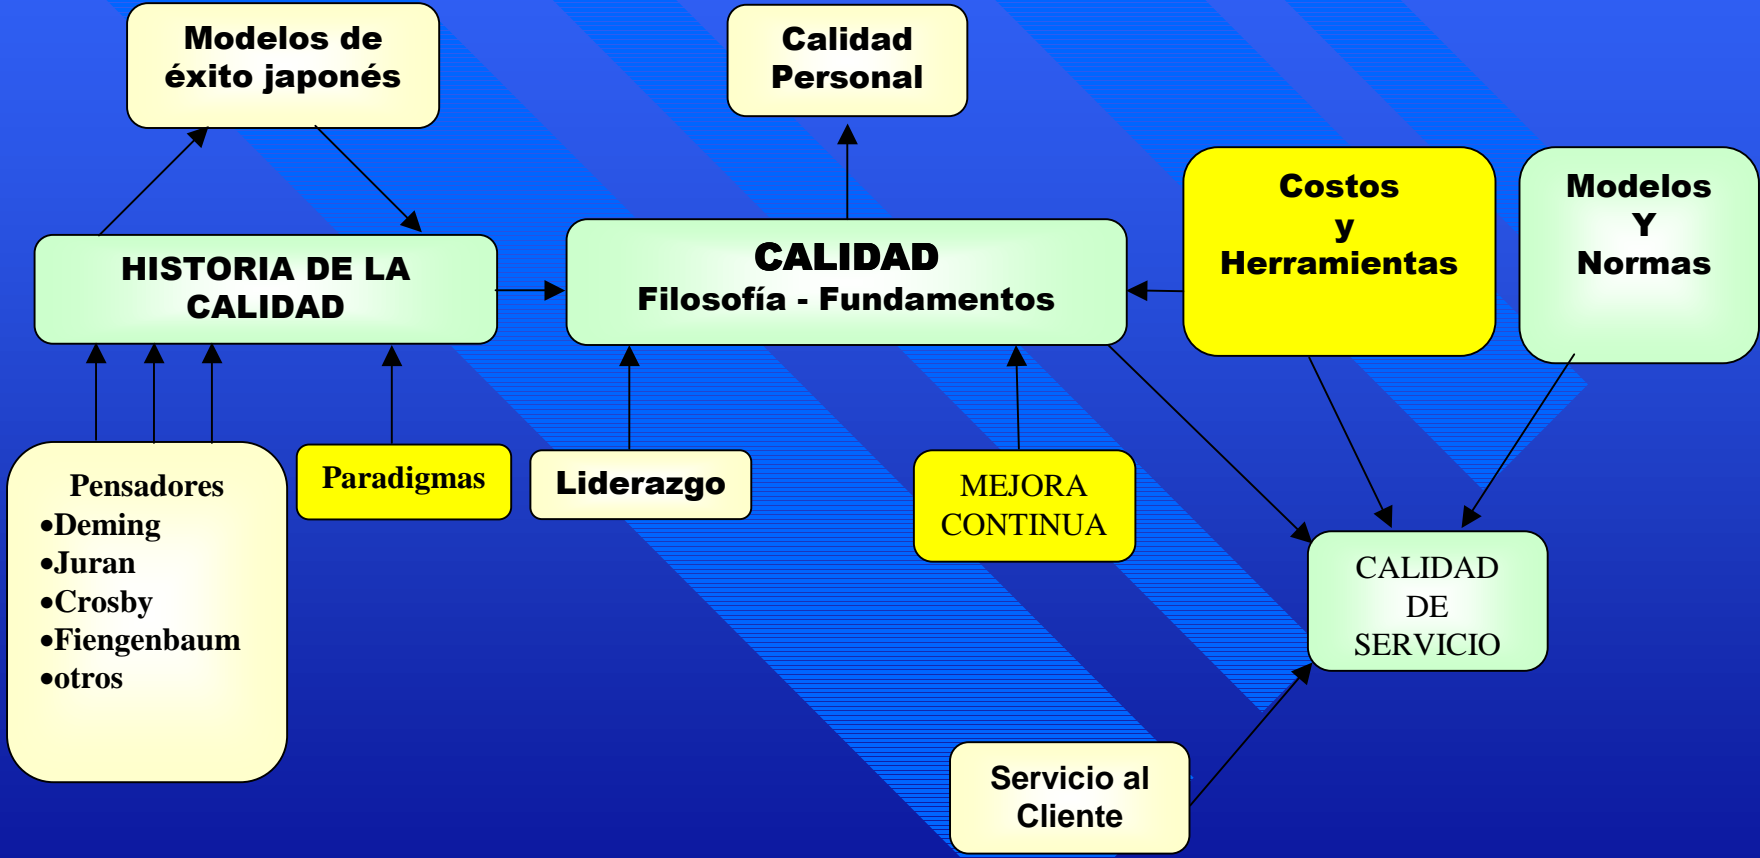 Modelos de
éxito japonés
Calidad
Personal
Costos
y
Herramientas
Modelos
Y
Normas
HISTORIA DE LA
CALIDAD
CALIDAD
Filosofía - Fundamentos
Pensadores
•Deming
•Juran
•Crosby
•Fiengenbaum
•otros
Paradigmas
Liderazgo
MEJORA
CONTINUA
CALIDAD
DE
SERVICIO
Servicio al
Cliente